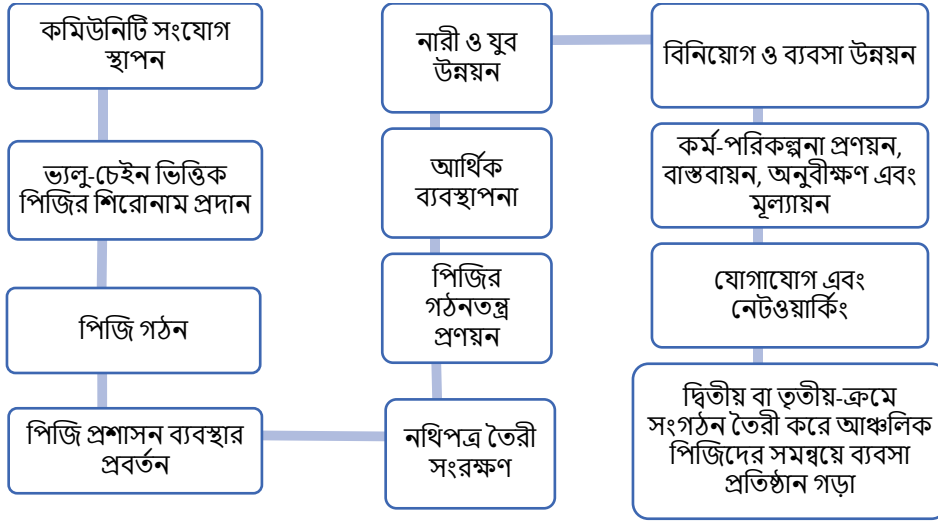 কমিউনিটি সংযোগ
স্থাপন
ভ্যলু-চেইন ভিত্তিক
পিজির শিরোনাম প্রদান
পিজি গঠন
পিজি প্রশাসন ব্যবস্থার
প্রবর্তন
নথিপত্র তৈরী
সংরক্ষণ
পিজির
গঠনতন্ত্র
প্রণয়ন
আর্থিক
ব্যবস্থাপনা
নারী ও যুব
উন্নয়ন
বিনিয়োগ ও ব্যবসা উন্নয়ন
কর্ম-পরিকল্পনা প্রণয়ন,
বাস্তবায়ন, অনুবীক্ষণ এবং
মূল্যায়ন
যোগাযোগ এবং
নেটওয়ার্কিং
দ্বিতীয় বা তৃতীয়-ক্রমে
সংগঠন তৈরী করে আঞ্চলিক
পিজিদের সমন্বয়ে ব্যবসা
প্রতিষ্ঠান গড়া